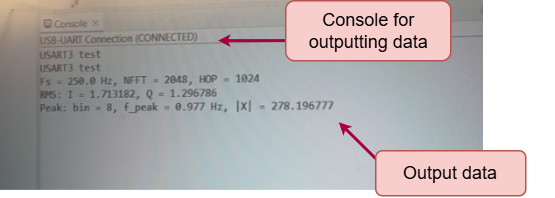 Console ×
USB-UART Connection (CONNECTED)
USART3 test
USART3 test
Fs = 250.0 Hz, NFFT = 2048, HOP = 1024
RMS: I = 1.713182, Q = 1.296786
Peak: bin = 8, f_peak = 0.977 Hz, |X| = 278.196777
Console for
outputting data
Output data